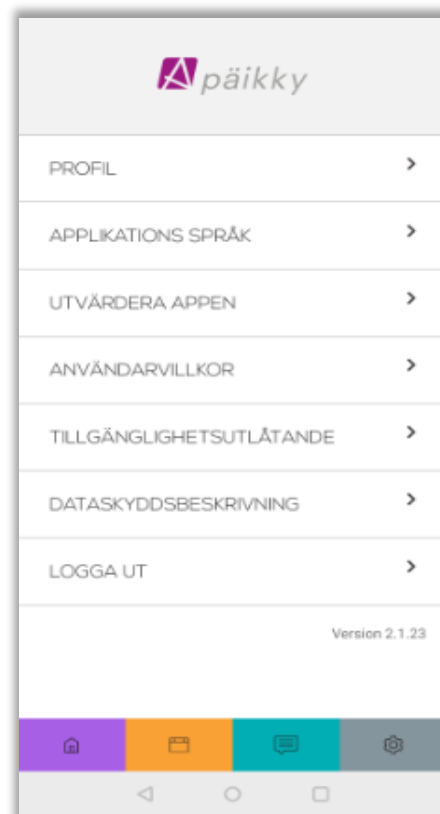 päikky
PROFIL
APPLIKATIONS SPRÅK
UTVÄRDERA APPEN
ANVÄNDARVILLKOR
TILLGÄNGLIGHETSUTLÅTANDE
DATASKYDDSBESKRIVNING
LOGGA UT
Version 2.1.23